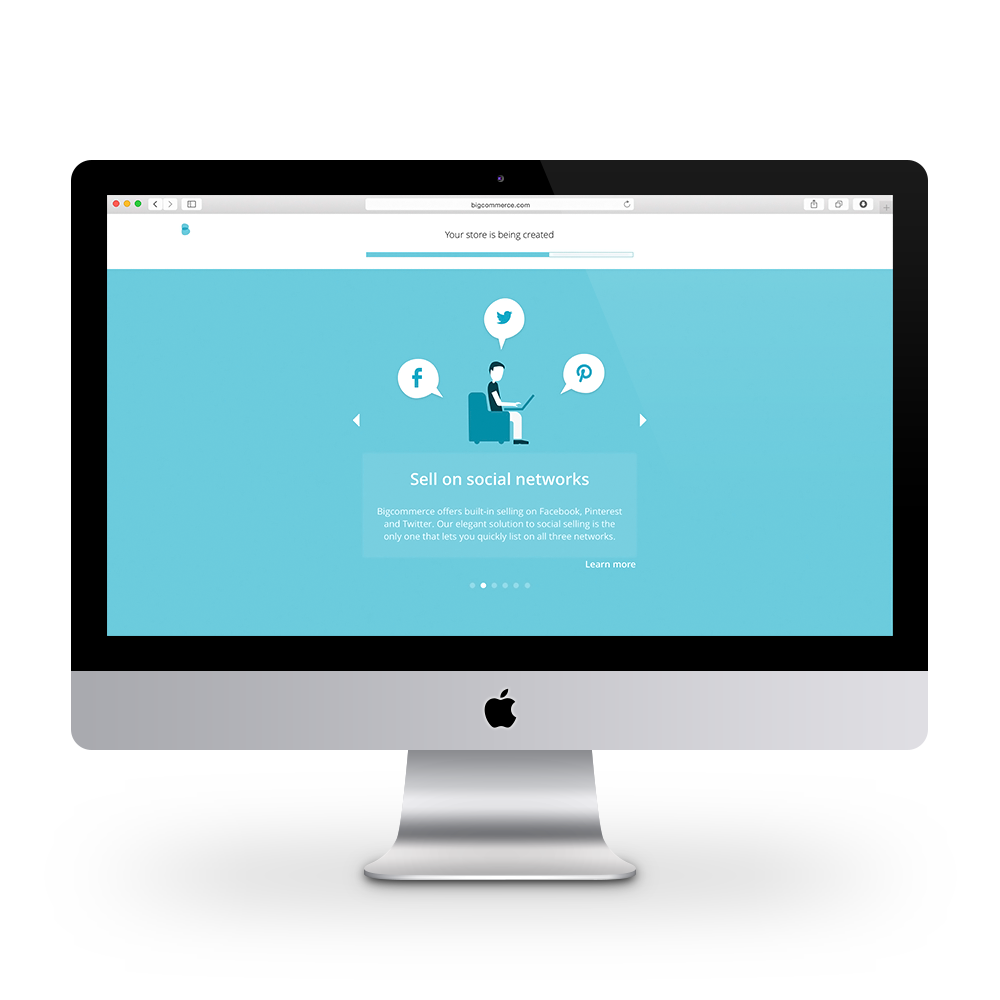 bigcommerce.com
Your store is being created
Sell on social networks
Bigcommerce offers built-in selling on Facebook, Pinterest
and Twitter. Our elegant solution to social selling is the
only one that lets you quickly list on all three networks.
Learn more